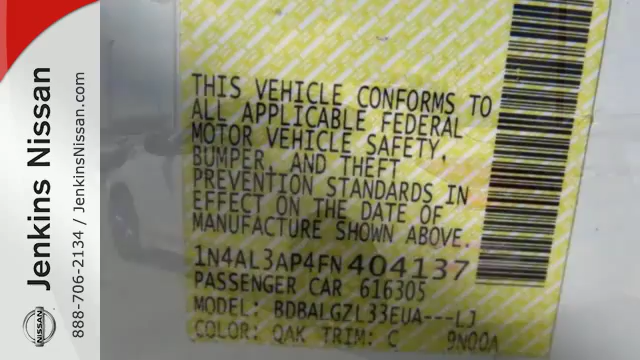 Jenkins Nissan
888-706-2134 / JenkinsNissan.com
NISSAN
THIS VEHICLE CONFORMS TO
ALL APPLICABLE FEDERAL
MOTOR VEHICLE SAFETY,
BUMPER, AND THEFT
PREVENTION STANDARDS IN
EFFECT ON THE DATE OF
MANUFACTURE SHOWN ABOVE.
1N4AL3AP4FN404137
PASSENGER CAR 616305
MODEL: BDBALGZL33EUA---LJ
COLOR: QAK TRIM: C 9N00A